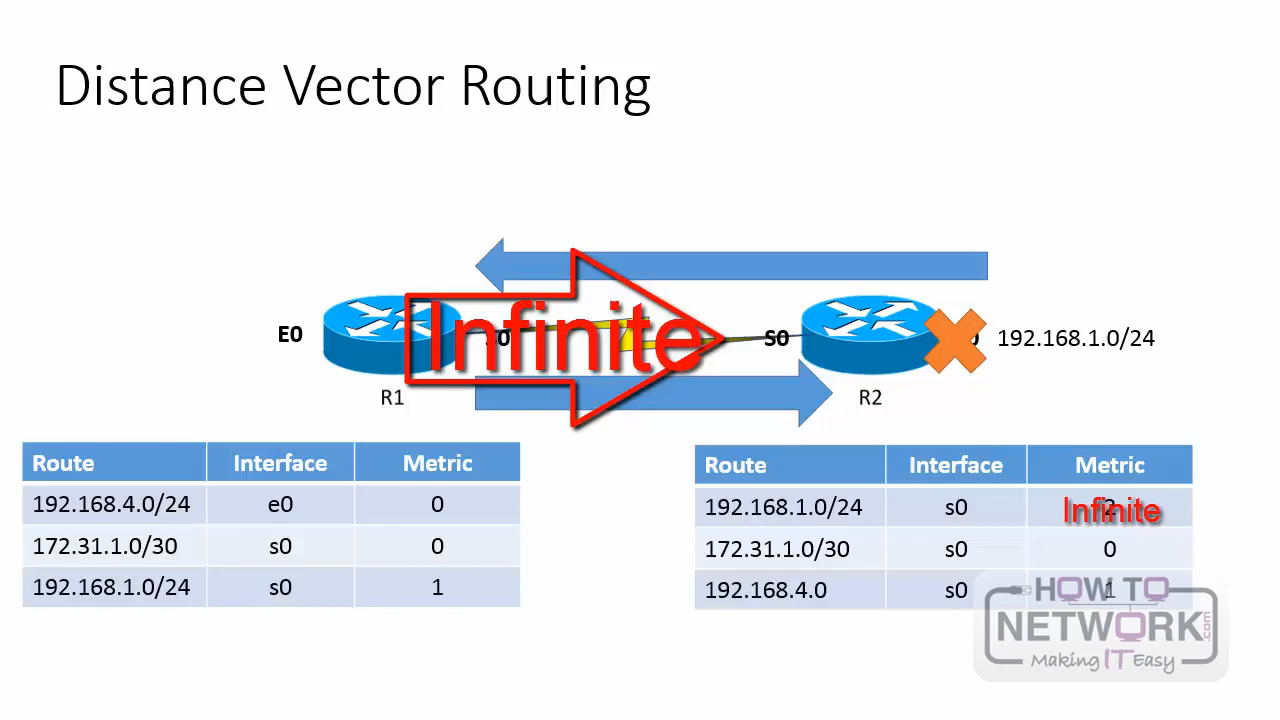 Distance Vector Routing
E0
Infinite
S0
S0
192.168.1.0/24
R1
R2
Route Interface Metric
192.168.4.0/24 e0 0
172.31.1.0/30 s0 0
192.168.1.0/24 s0 1
Route Interface Metric
192.168.1.0/24 s0 2
Infinite
172.31.1.0/30 s0 0
192.168.4.0 s0 1
HOW TO
NETWORK.com
Making IT Easy